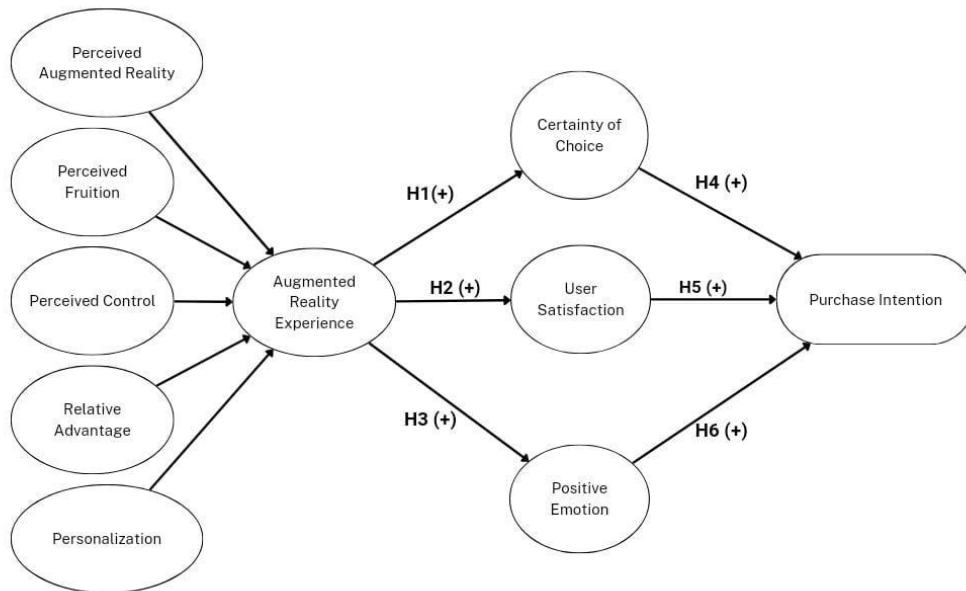 Perceived
Augmented Reality
Perceived
Fruition
Perceived Control
Relative
Advantage
Personalization
Augmented
Reality
Experience
H1(+)
H2 (+)
H3 (+)
Certainty of
Choice
User
Satisfaction
Positive
Emotion
H4 (+)
H5 (+)
H6 (+)
Purchase Intention